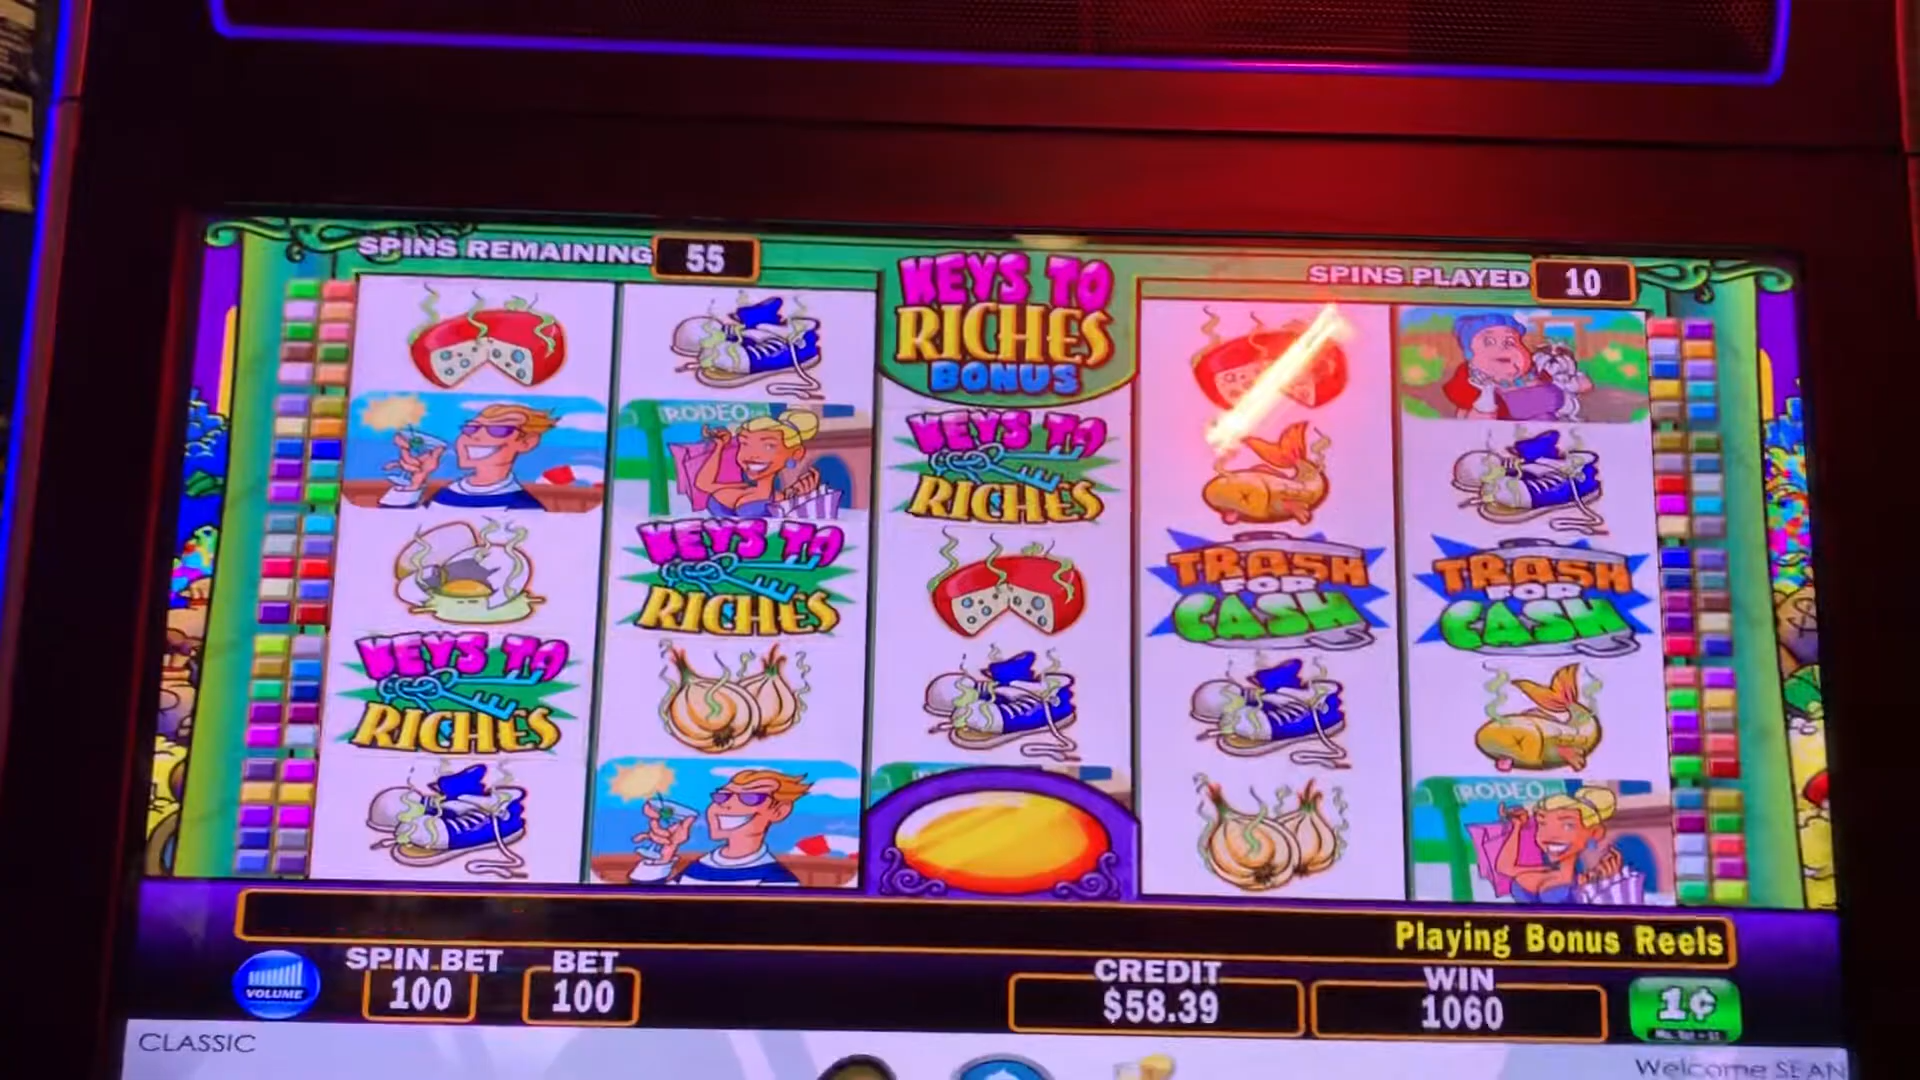 SPINS REMAINING 55
KEYS TO
RICHES
BONUS
SPINS PLAYED 10
RODEO
KEYS TO
RICHES
KEYS TO
RICHES
TRASH
FOR
CASH
TRASH
FOR
CASH
KEYS TO
RICHES
RODEO
Playing Bonus Reels
VOLUME
SPIN BET
100
BET
100
CREDIT
$58.39
WIN
1060
1¢
CLASSIC
Welcome SEAN